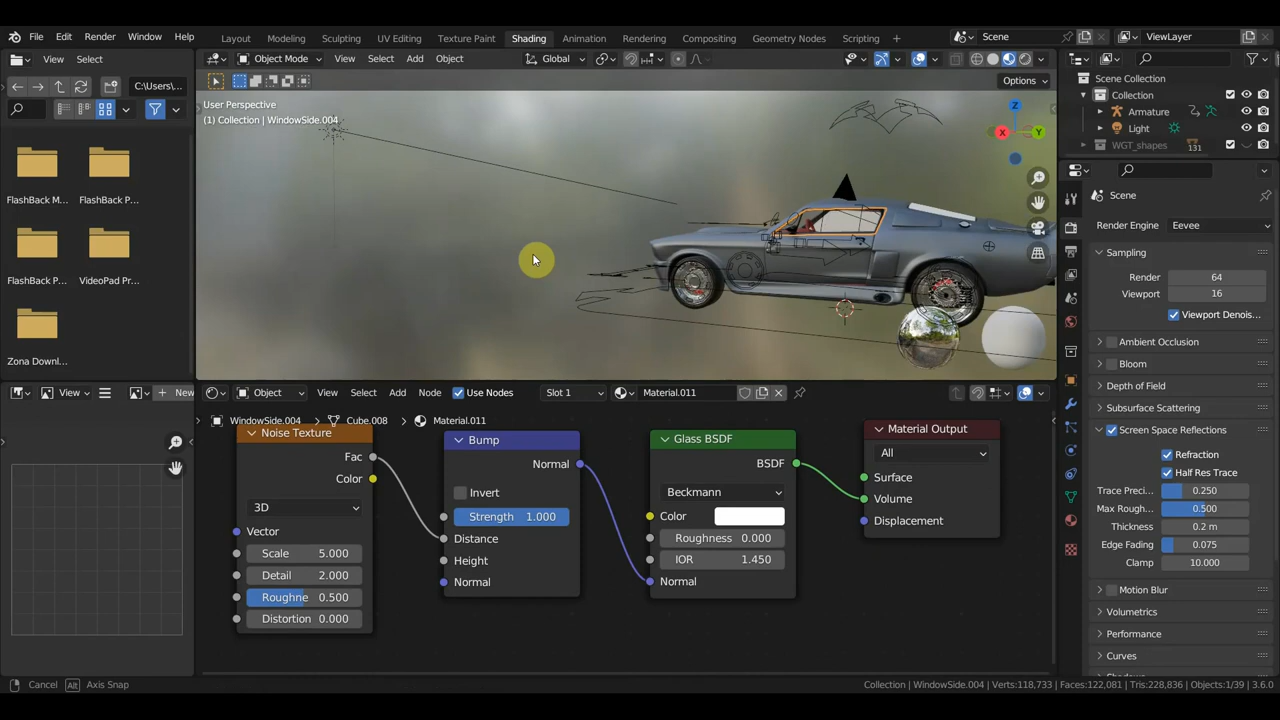 File Edit Render Window Help
Layout Modeling Sculpting UV Editing Texture Paint Shading Animation Rendering Compositing Geometry Nodes Scripting
Scene
ViewLayer
View Select
Object Mode View Select Add Object
Global
C:\Users\...
Options
User Perspective
(1) Collection | WindowSide.004
Z
X
Y
FlashBack M...
FlashBack P...
FlashBack P...
VideoPad Pr...
Zona Downl...
Scene Collection
Collection
Armature
Light
WGT_shapes
131
Scene
Render Engine
Eevee
Sampling
Render 64
Viewport 16
Viewport Denois...
Ambient Occlusion
Bloom
Depth of Field
Subsurface Scattering
Screen Space Reflections
Refraction
Half Res Trace
Trace Preci... 0.250
Max Rough... 0.500
Thickness 0.2 m
Edge Fading 0.075
Clamp 10.000
Motion Blur
Volumetrics
Performance
Curves
View
New
Object View Select Add Node Use Nodes Slot 1 Material.011
WindowSide.004 Cube.008 Material.011
Noise Texture
Fac
Color
3D
Vector
Scale 5.000
Detail 2.000
Roughne 0.500
Distortion 0.000
Bump
Normal
Invert
Strength 1.000
Distance
Height
Normal
Glass BSDF
BSDF
Beckmann
Color
Roughness 0.000
IOR 1.450
Normal
Material Output
All
Surface
Volume
Displacement
Cancel Alt Axis Snap
Collection | WindowSide.004 | Verts:118,733 | Faces:122,081 | Tris:228,836 | Objects:1/39 | 3.6.0